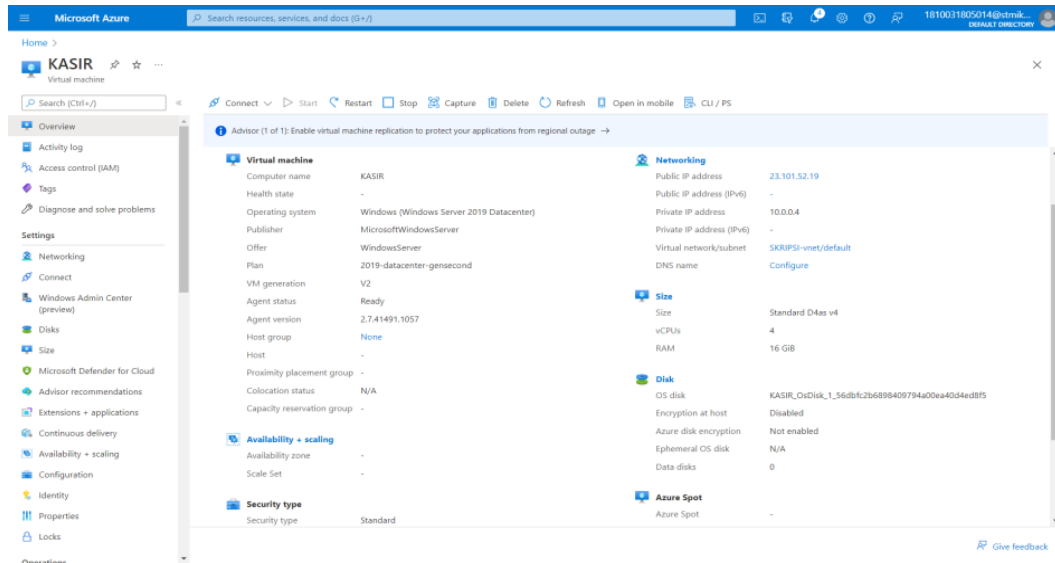 Microsoft Azure
Search resources, services, and docs (G+/)
4
1810031805014@stmik...
DEFAULT DIRECTORY
Home >
KASIR
Virtual machine
Search (Ctrl+/)
Connect
Start
Restart
Stop
Capture
Delete
Refresh
Open in mobile
CLI / PS
Overview
Activity log
Access control (IAM)
Tags
Diagnose and solve problems
Settings
Networking
Connect
Windows Admin Center
(preview)
Disks
Size
Microsoft Defender for Cloud
Advisor recommendations
Extensions + applications
Continuous delivery
Availability + scaling
Configuration
Identity
Properties
Locks
Operations
Advisor (1 of 1): Enable virtual machine replication to protect your applications from regional outage →
Virtual machine
Computer name KASIR
Health state -
Operating system Windows (Windows Server 2019 Datacenter)
Publisher MicrosoftWindowsServer
Offer WindowsServer
Plan 2019-datacenter-gensecond
VM generation V2
Agent status Ready
Agent version 2.7.41491.1057
Host group None
Host -
Proximity placement group -
Colocation status N/A
Capacity reservation group -
Availability + scaling
Availability zone -
Scale Set -
Security type
Security type Standard
Networking
Public IP address 23.101.52.19
Public IP address (IPv6) -
Private IP address 10.0.0.4
Private IP address (IPv6) -
Virtual network/subnet SKRIPSI-vnet/default
DNS name Configure
Size
Size Standard D4as v4
vCPUs 4
RAM 16 GiB
Disk
OS disk KASIR_OsDisk_1_56dbfc2b6898409794a00ea40d4ed8f5
Encryption at host Disabled
Azure disk encryption Not enabled
Ephemeral OS disk N/A
Data disks 0
Azure Spot
Azure Spot -
Give feedback